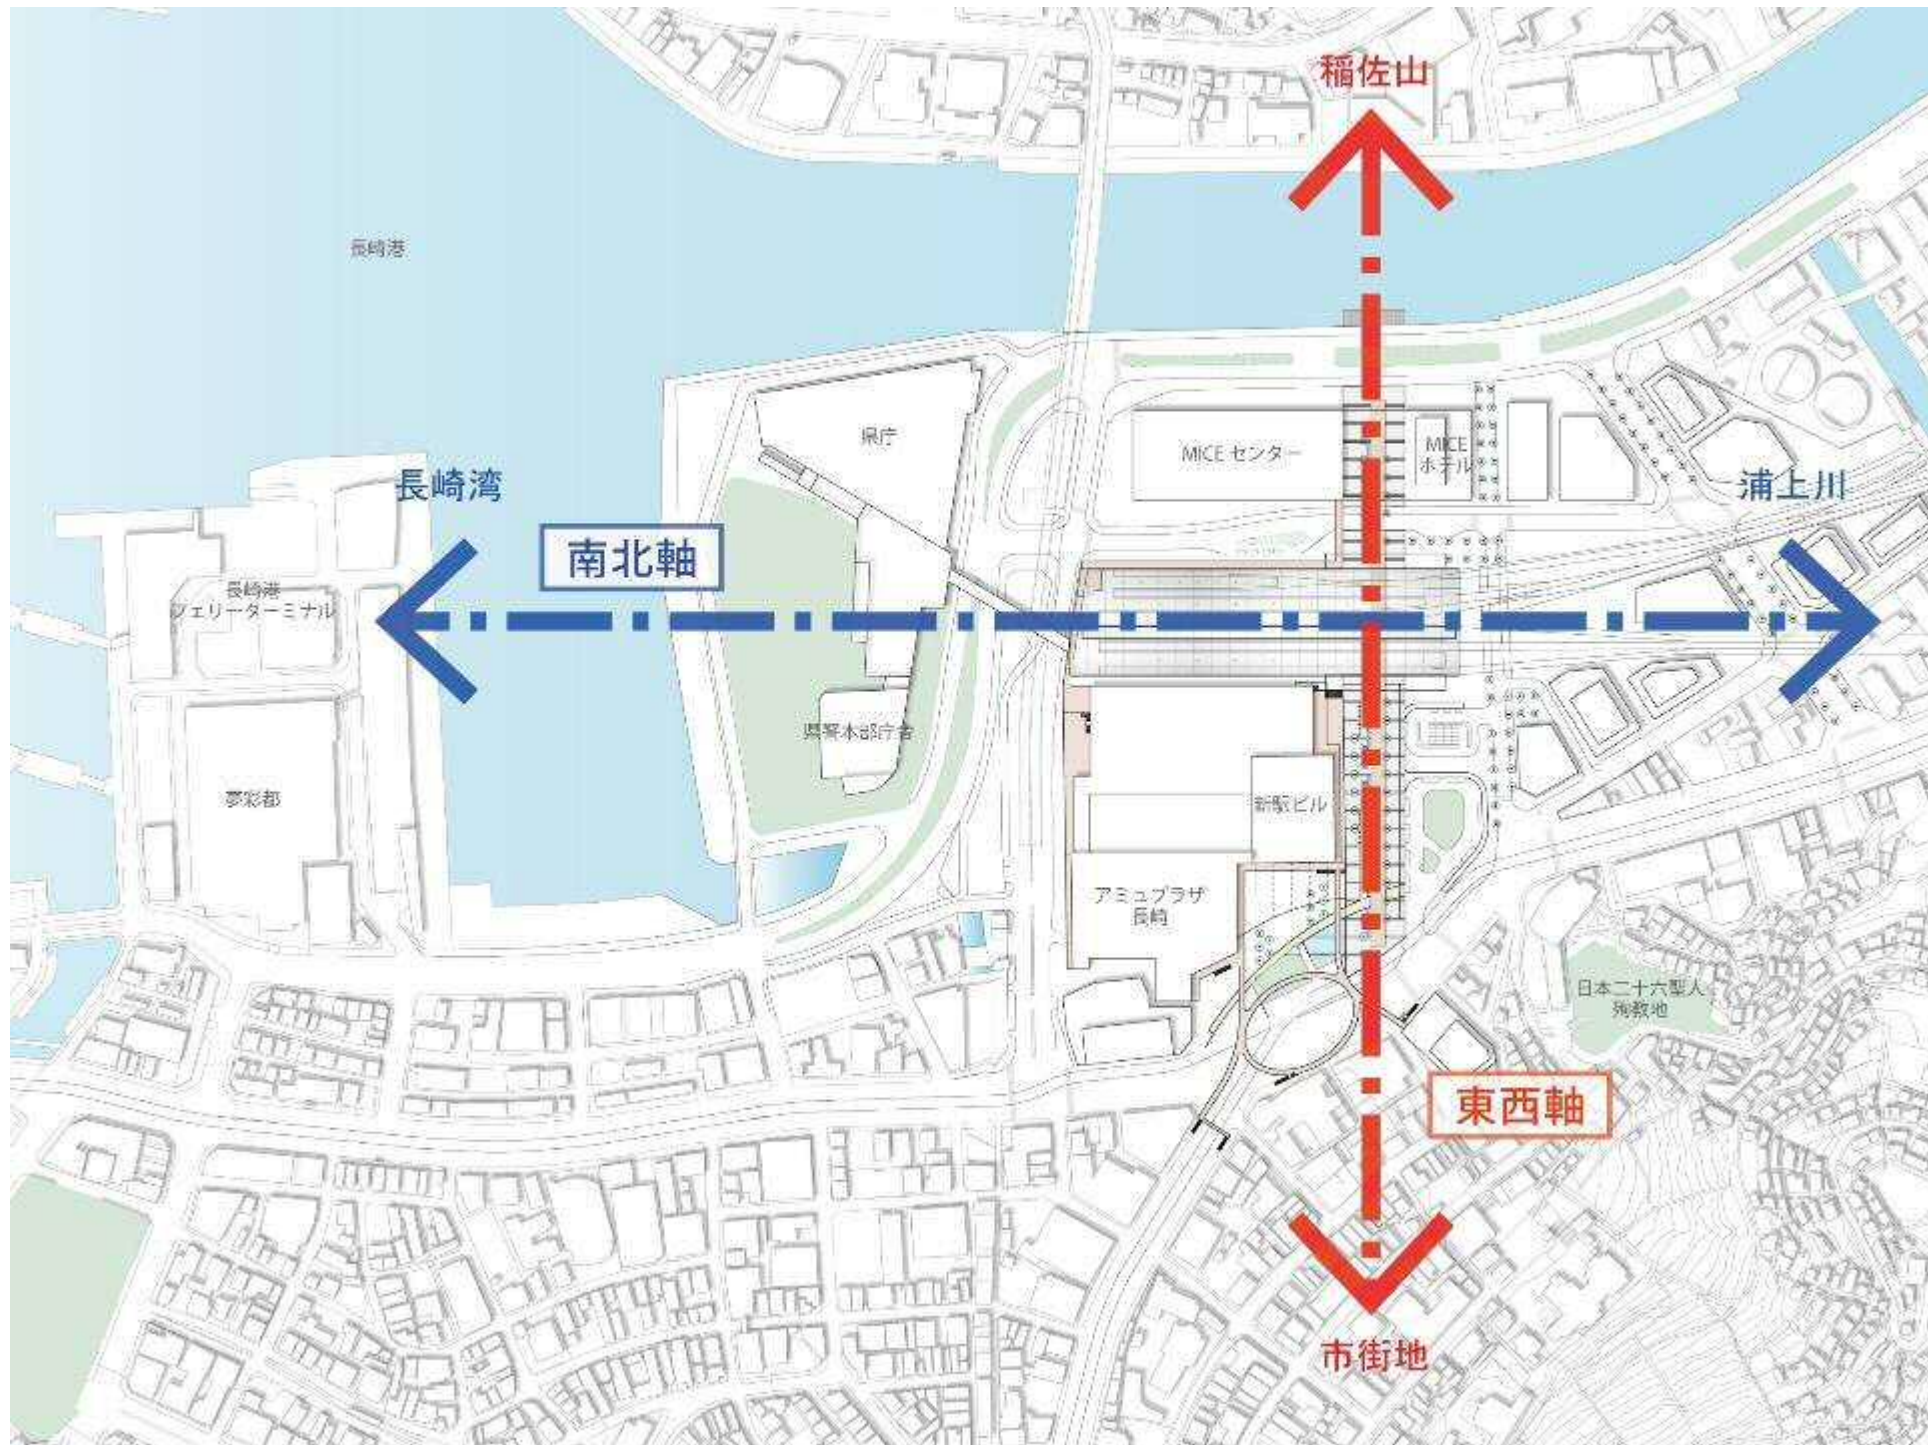 稲佐山
長崎港
県庁
MICE センター
MICE
ホテル
長崎湾
浦上川
南北軸
長崎港
フェリーターミナル
県警本部庁舎
夢彩都
新駅ビル
アミュプラザ
長崎
日本二十六聖人
殉教地
東西軸
市街地